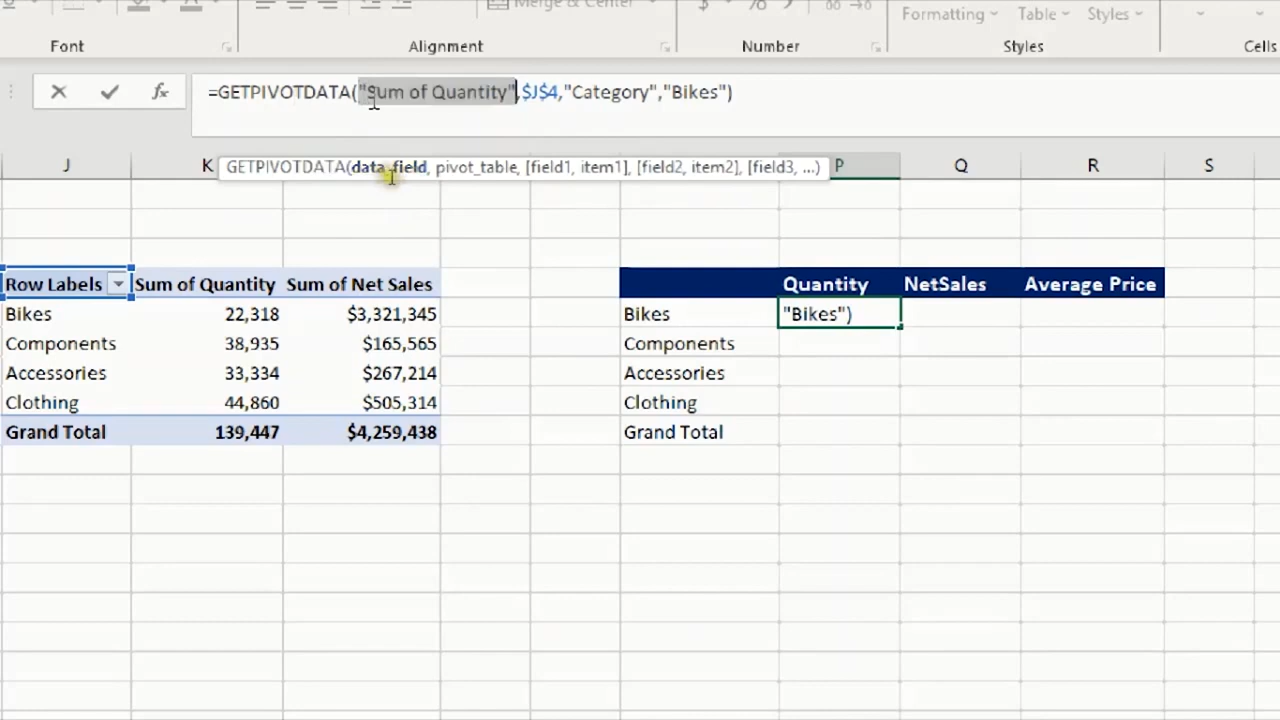 Merge & Center
$ % 00
Formatting Table Styles
Font Alignment Number Styles Cells
fx =GETPIVOTDATA("Sum of Quantity",$J$4,"Category","Bikes")
GETPIVOTDATA(data_field, pivot_table, [field1, item1], [field2, item2], [field3, ...)
J K P Q R S
Row Labels Sum of Quantity Sum of Net Sales Quantity NetSales Average Price
Bikes 22,318 $3,321,345 Bikes "Bikes")
Components 38,935 $165,565 Components
Accessories 33,334 $267,214 Accessories
Clothing 44,860 $505,314 Clothing
Grand Total 139,447 $4,259,438 Grand Total